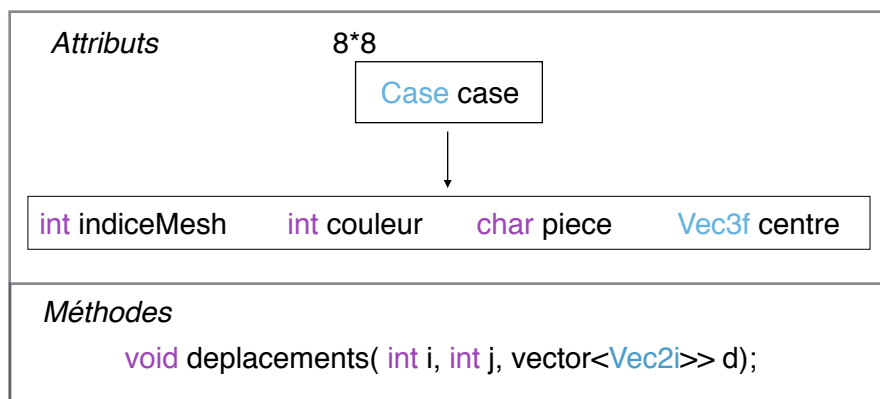 Attributs 8*8
Case case
int indiceMesh int couleur char piece Vec3f centre
Méthodes
void deplacements( int i, int j, vector<Vec2i>> d);